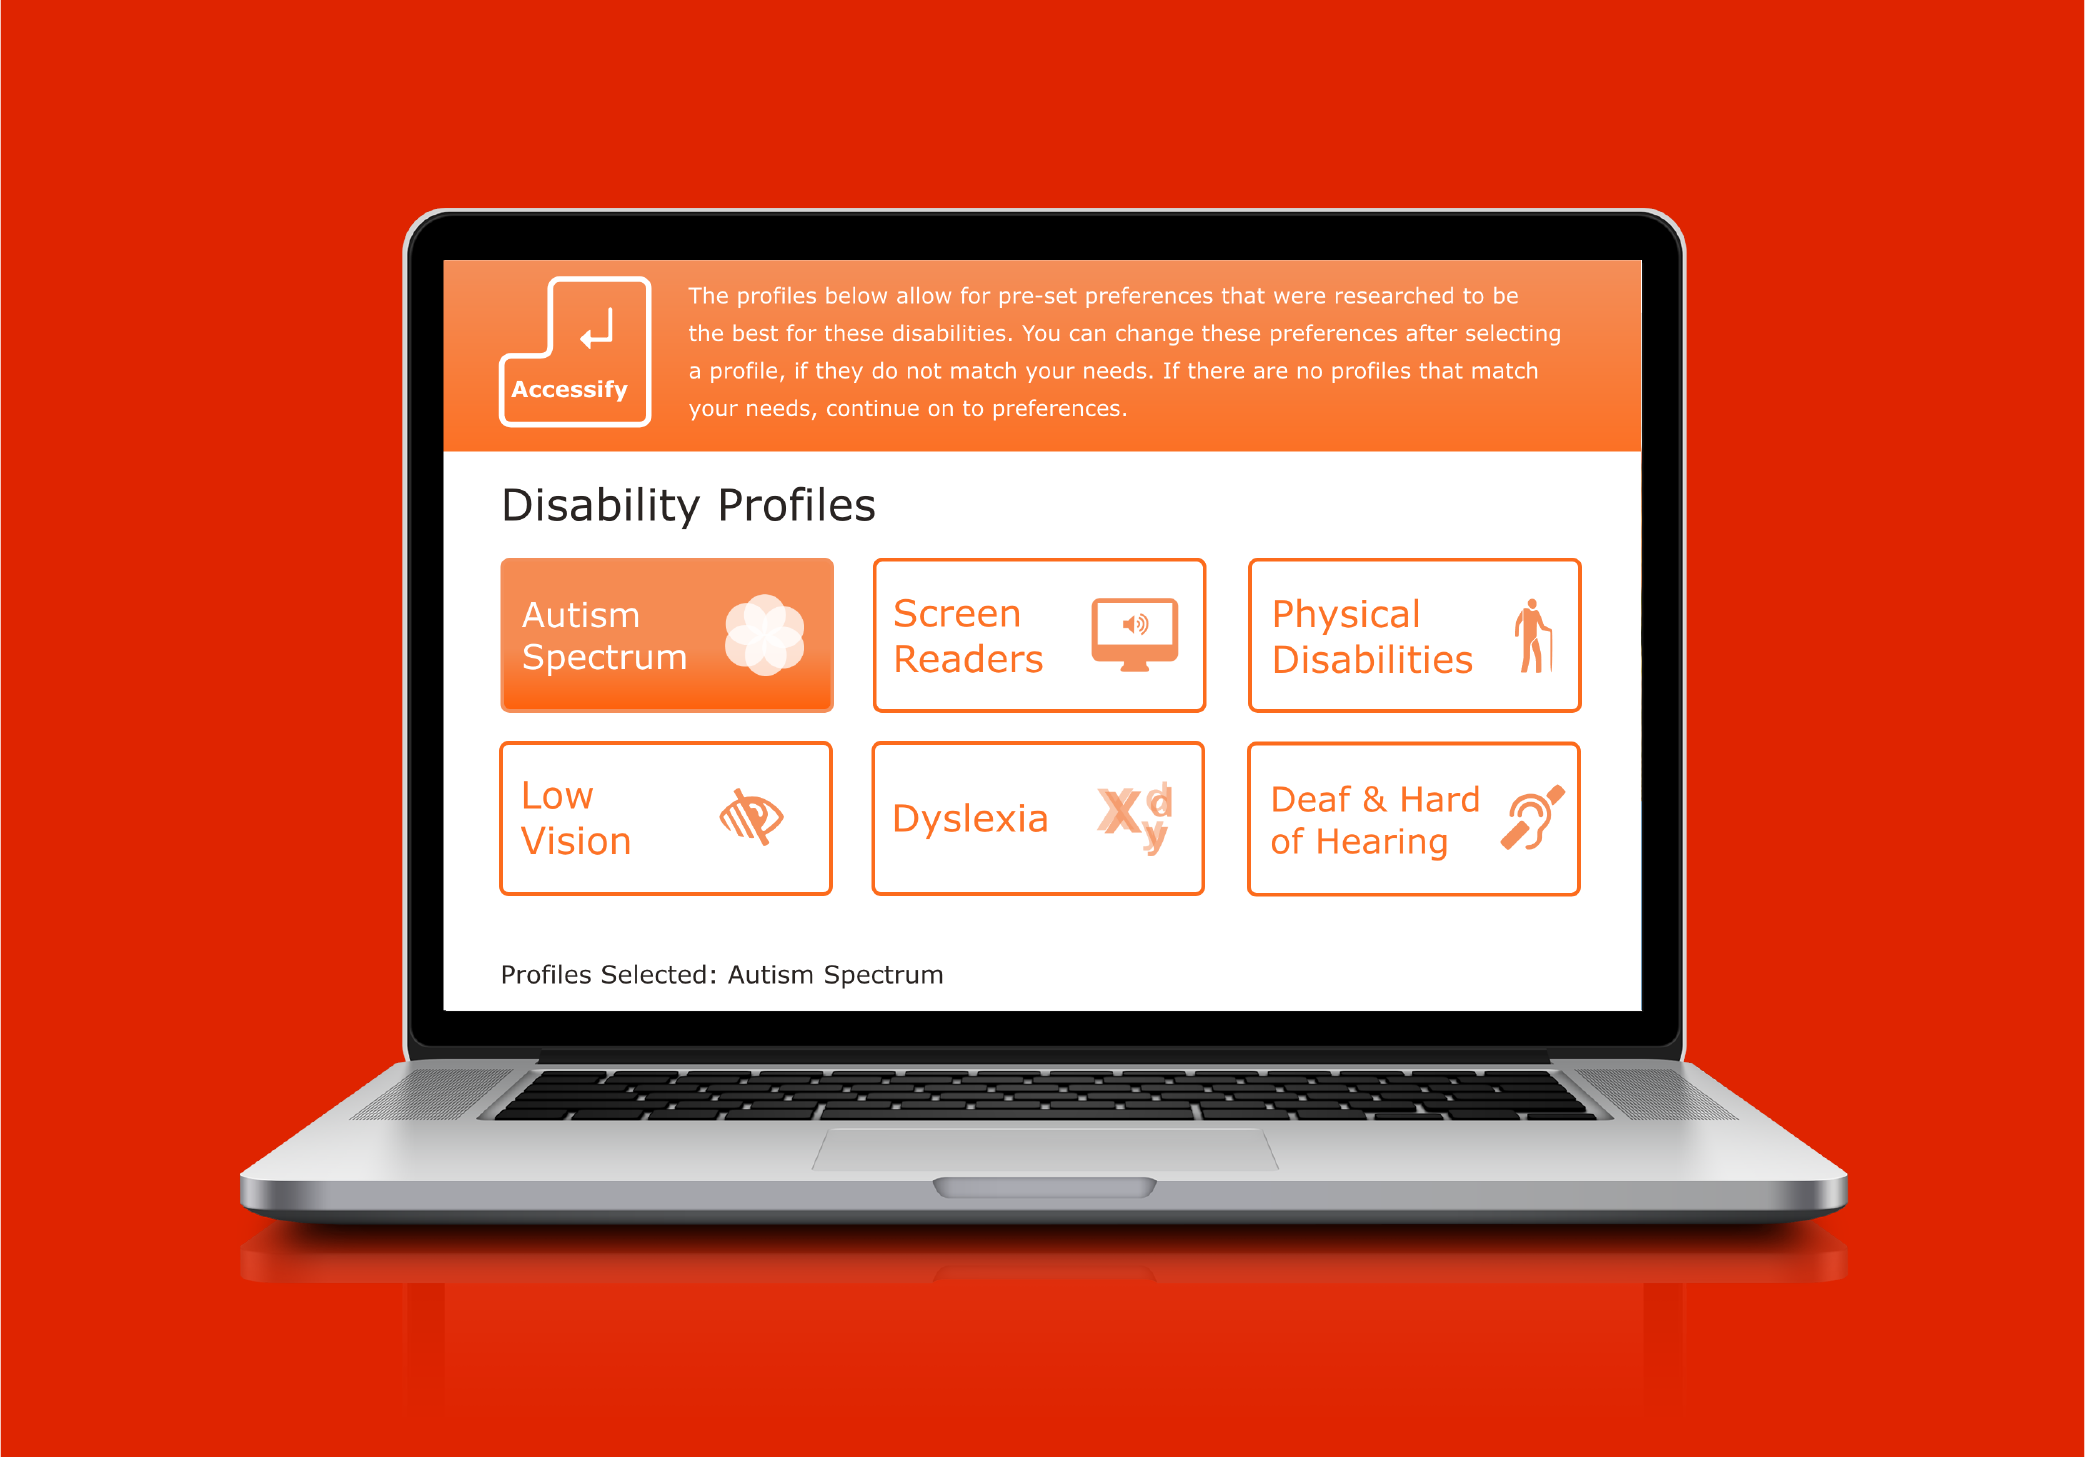 Accessify
The profiles below allow for pre-set preferences that were researched to be
the best for these disabilities. You can change these preferences after selecting
a profile, if they do not match your needs. If there are no profiles that match
your needs, continue on to preferences.
Disability Profiles
Autism
Spectrum
Screen
Readers
Physical
Disabilities
Low
Vision
Dyslexia
X d
y
Deaf & Hard
of Hearing
Profiles Selected: Autism Spectrum